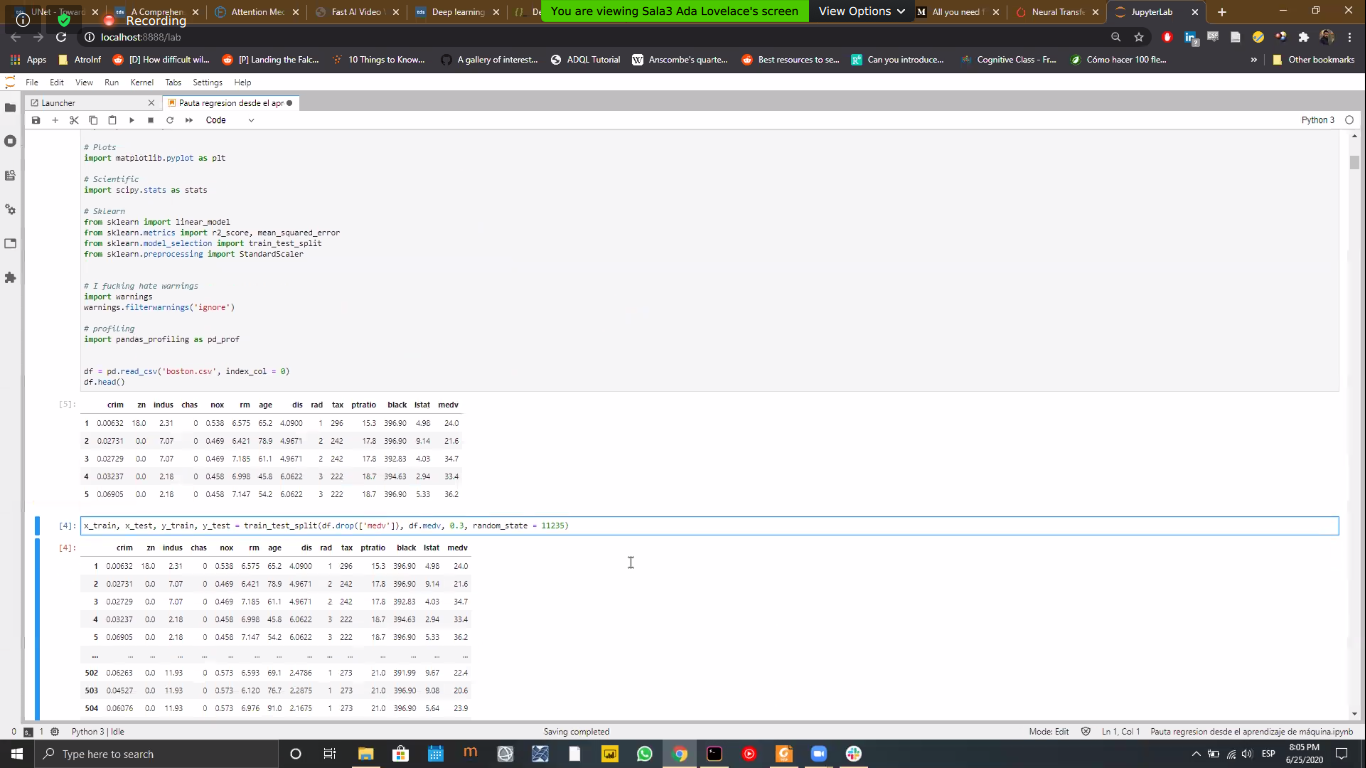 UNet - Towar
A Comprehen
Attention Me
Fast AI Video
Deep learning
De
All you need f
Neural Transfe
JupyterLab
Recording
You are viewing Sala3 Ada Lovelace's screen
View Options
localhost:8888/lab
Apps
AtroInf
[D] How difficult wil...
[P] Landing the Falc...
10 Things to Know...
A gallery of interest...
ADQL Tutorial
Anscombe's quarte...
Best resources to se...
Can you introduce...
Cognitive Class - Fr...
Cómo hacer 100 fle...
»
Other bookmarks
File Edit View Run Kernel Tabs Settings Help
Launcher
Pauta regresion desde el apr
Code
Python 3
# Plots
import matplotlib.pyplot as plt
# Scientific
import scipy.stats as stats
# Sklearn
from sklearn import linear_model
from sklearn.metrics import r2_score, mean_squared_error
from sklearn.model_selection import train_test_split
from sklearn.preprocessing import StandardScaler
# I fucking hate warnings
import warnings
warnings.filterwarnings('ignore')
# profiling
import pandas_profiling as pd_prof
df = pd.read_csv('boston.csv', index_col = 0)
df.head()
[5]: crim zn indus chas nox rm age dis rad tax ptratio black lstat medv
1 0.00632 18.0 2.31 0 0.538 6.575 65.2 4.0900 1 296 15.3 396.90 4.98 24.0
2 0.02731 0.0 7.07 0 0.469 6.421 78.9 4.9671 2 242 17.8 396.90 9.14 21.6
3 0.02729 0.0 7.07 0 0.469 7.185 61.1 4.9671 2 242 17.8 392.83 4.03 34.7
4 0.03237 0.0 2.18 0 0.458 6.998 45.8 6.0622 3 222 18.7 394.63 2.94 33.4
5 0.06905 0.0 2.18 0 0.458 7.147 54.2 6.0622 3 222 18.7 396.90 5.33 36.2
[4]: x_train, x_test, y_train, y_test = train_test_split(df.drop(['medv']), df.medv, 0.3, random_state = 11235)
[4]: crim zn indus chas nox rm age dis rad tax ptratio black lstat medv
1 0.00632 18.0 2.31 0 0.538 6.575 65.2 4.0900 1 296 15.3 396.90 4.98 24.0
2 0.02731 0.0 7.07 0 0.469 6.421 78.9 4.9671 2 242 17.8 396.90 9.14 21.6
3 0.02729 0.0 7.07 0 0.469 7.185 61.1 4.9671 2 242 17.8 392.83 4.03 34.7
4 0.03237 0.0 2.18 0 0.458 6.998 45.8 6.0622 3 222 18.7 394.63 2.94 33.4
5 0.06905 0.0 2.18 0 0.458 7.147 54.2 6.0622 3 222 18.7 396.90 5.33 36.2
... ... ... ... ... ... ... ... ... ... ... ... ... ... ...
502 0.06263 0.0 11.93 0 0.573 6.593 69.1 2.4786 1 273 21.0 391.99 9.67 22.4
503 0.04527 0.0 11.93 0 0.573 6.120 76.7 2.2875 1 273 21.0 396.90 9.08 20.6
504 0.06076 0.0 11.93 0 0.573 6.976 91.0 2.1675 1 273 21.0 396.90 5.64 23.9
0 1 Python 3 | Idle
Saving completed
Mode: Edit
Ln 1, Col 1
Pauta regresion desde el aprendizaje de máquina.ipynb
Type here to search
ESP
8:05 PM
6/25/2020